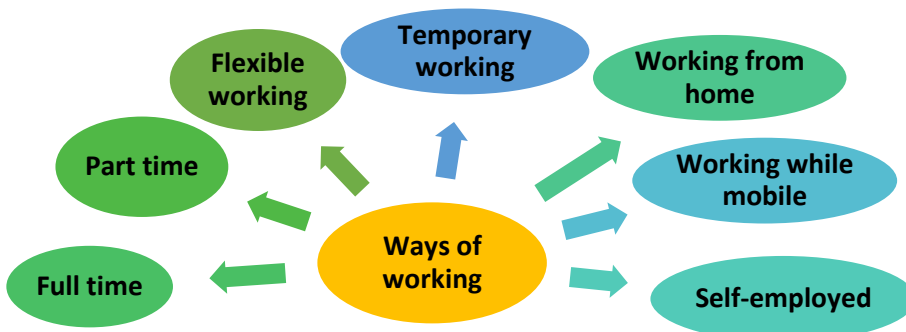 Temporary
working
Flexible
working
Working from
home
Part time
Working while
mobile
Ways of
working
Full time
Self-employed